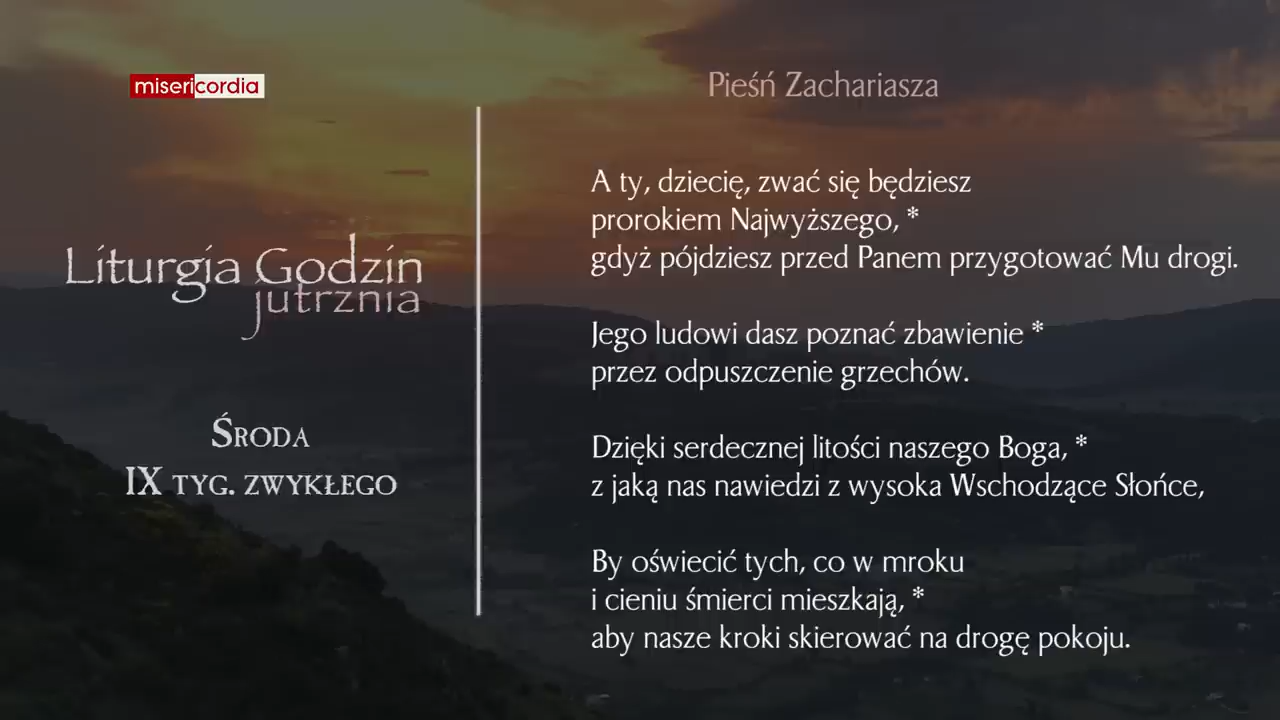 misericordia
Liturgia Godzin
jutrznia
Środa
IX tyg. zwykłego
Pieśń Zachariasza
A ty, dziecię, zwać się będziesz
prorokiem Najwyższego, *
gdyż pójdziesz przed Panem przygotować Mu drogi.
Jego ludowi dasz poznać zbawienie *
przez odpuszczenie grzechów.
Dzięki serdecznej litości naszego Boga, *
z jaką nas nawiedzi z wysoka Wschodzące Słońce,
By oświecić tych, co w mroku
i cieniu śmierci mieszkają, *
aby nasze kroki skierować na drogę pokoju.